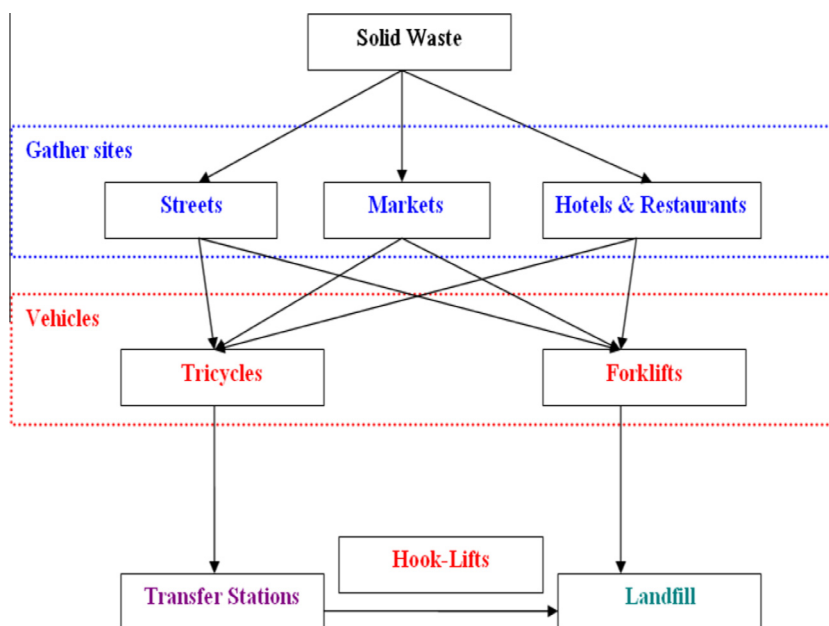 Solid Waste
Gather sites
Streets
Markets
Hotels & Restaurants
Vehicles
Tricycles
Forklifts
Hook-Lifts
Transfer Stations
Landfill